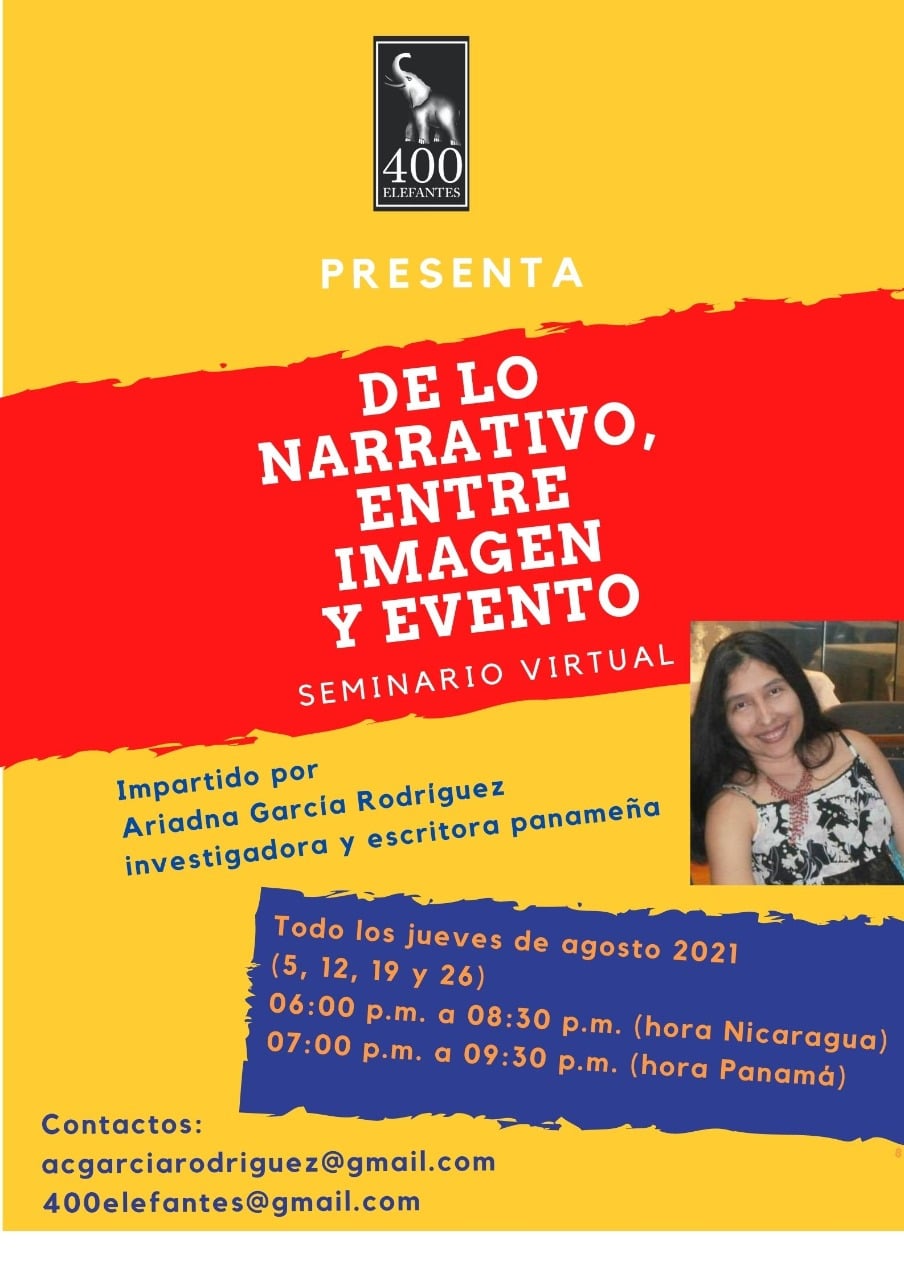 400
ELEFANTES
PRESENTA
DE LO
NARRATIVO,
ENTRE
IMAGEN
Y EVENTO
SEMINARIO VIRTUAL
Impartido por
Ariadna García Rodríguez
investigadora y escritora panameña
Todo los jueves de agosto 2021
(5, 12, 19 y 26)
06:00 p.m. a 08:30 p.m. (hora Nicaragua)
07:00 p.m. a 09:30 p.m. (hora Panamá)
Contactos:
acgarciarodriguez@gmail.com
400elefantes@gmail.com